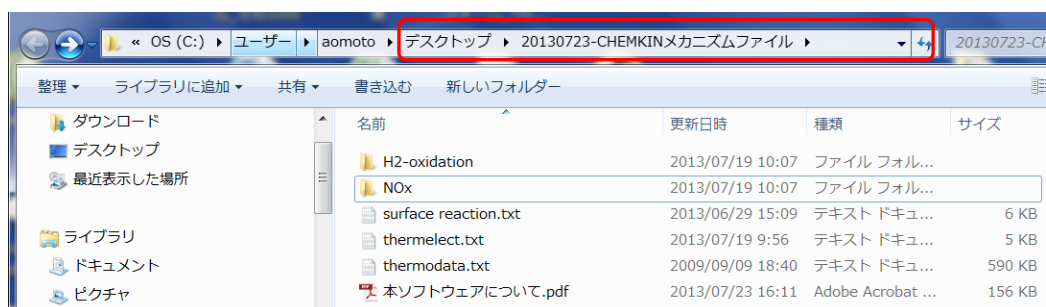 « OS (C:) ▸ ユーザー ▸ aomoto ▸ デスクトップ ▸ 20130723-CHEMKINメカニズムファイル ▸ 20130723-CH
整理 ▾ ライブラリに追加 ▾ 共有 ▾ 書き込む 新しいフォルダー
ダウンロード
デスクトップ
最近表示した場所
ライブラリ
ドキュメント
ピクチャ
名前 更新日時 種類 サイズ
H2-oxidation 2013/07/19 10:07 ファイル フォル...
NOx 2013/07/19 10:07 ファイル フォル...
surface reaction.txt 2013/06/29 15:09 テキスト ドキュ... 6 KB
thermelect.txt 2013/07/19 9:56 テキスト ドキュ... 5 KB
thermodata.txt 2009/09/09 18:40 テキスト ドキュ... 590 KB
本ソフトウェアについて.pdf 2013/07/23 16:11 Adobe Acrobat ... 156 KB